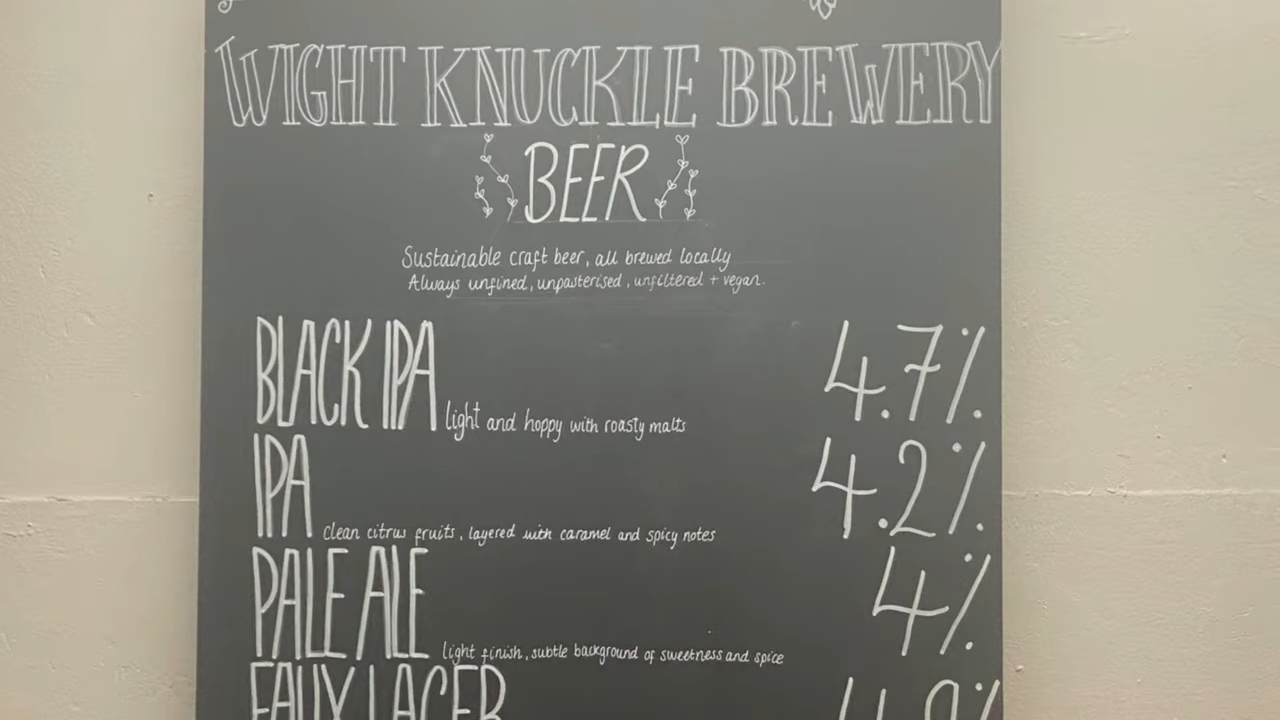 WIGHT KNUCKLE BREWERY
BEER
Sustainable craft beer, all brewed locally
Always unfined, unpasterised, unfiltered + vegan.
BLACK IPA light and hoppy with roasty malts 4.7%
IPA clean citrus fruits, layered with caramel and spicy notes 4.2%
PALE ALE light finish, subtle background of sweetness and spice 4%
FAUX LAGER